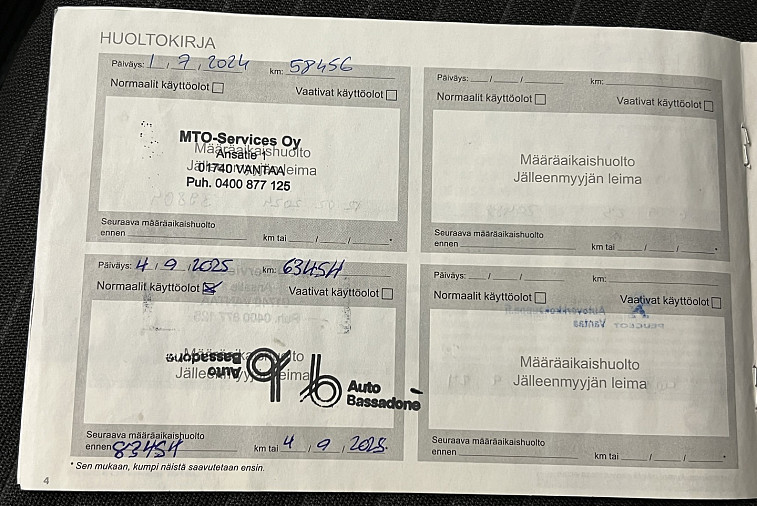 HUOLTOKIRJA
Päiväys: 1 , 7 , 2024 km: 58456
Normaalit käyttöolot Vaativat käyttöolot
MTO-Services Oy
Määräaikaishuolto
Ansatie 1
Jälleenmyyjän leima
01740 VANTAA
Puh. 0400 877 125
Seuraava määräaikaishuolto
ennen km tai / / *
Päiväys: 4 , 9 , 2025 km: 63454
Normaalit käyttöolot Vaativat käyttöolot
Määräaikaishuolto
Jälleenmyyjän leima
Auto
Bassadone
Auto
Bassadone
Seuraava määräaikaishuolto
ennen 83454 km tai 4 / 9 / 2025
* Sen mukaan, kumpi näistä saavutetaan ensin.
4
Päiväys: / / km:
Normaalit käyttöolot Vaativat käyttöolot
Määräaikaishuolto
Jälleenmyyjän leima
Seuraava määräaikaishuolto
ennen km tai / / *
Päiväys: / / km:
Normaalit käyttöolot Vaativat käyttöolot
Määräaikaishuolto
Jälleenmyyjän leima
Seuraava määräaikaishuolto
ennen km tai / / *